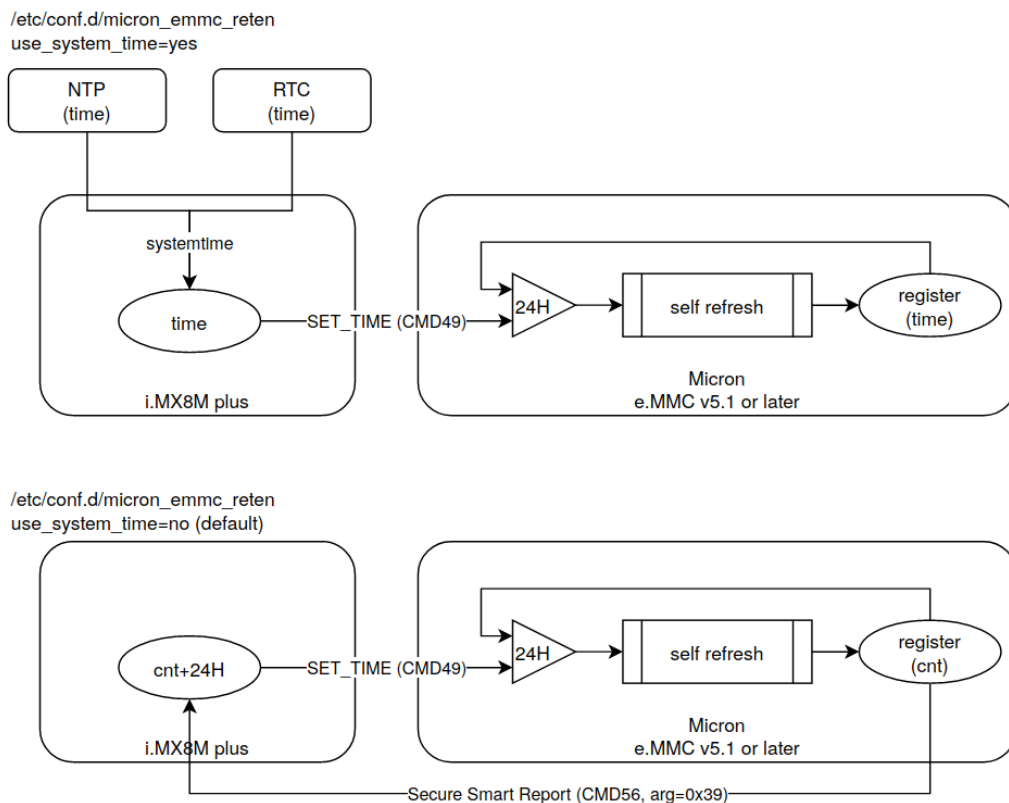 /etc/conf.d/micron_emmc_reten
use_system_time=yes
NTP
(time)
RTC
(time)
systemtime
time
SET_TIME (CMD49)
24H
self refresh
register
(time)
i.MX8M plus
Micron
e.MMC v5.1 or later
/etc/conf.d/micron_emmc_reten
use_system_time=no (default)
cnt+24H
SET_TIME (CMD49)
24H
self refresh
register
(cnt)
i.MX8M plus
Micron
e.MMC v5.1 or later
Secure Smart Report (CMD56, arg=0x39)